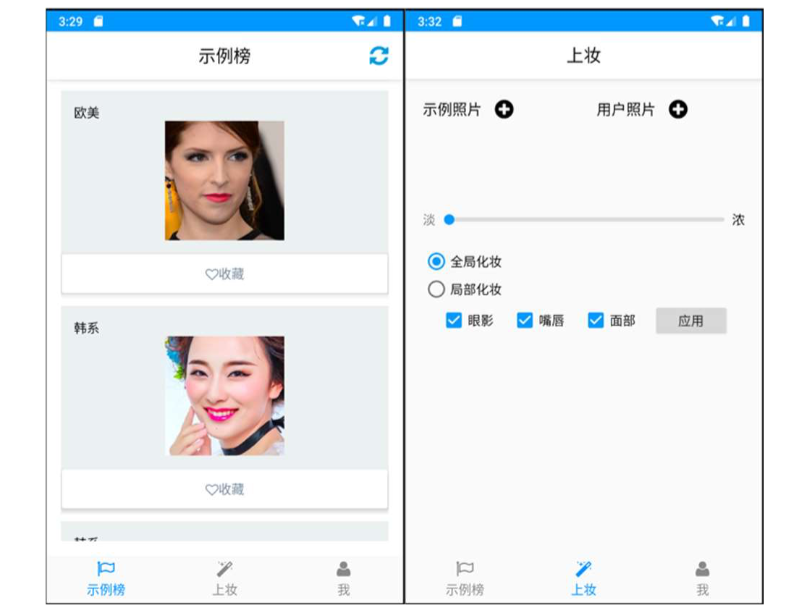 3:29
示例榜
欧美
收藏
韩系
收藏
示例榜
上妆
我
3:32
上妆
示例照片
用户照片
淡
浓
全局化妆
局部化妆
眼影
嘴唇
面部
应用
示例榜
上妆
我